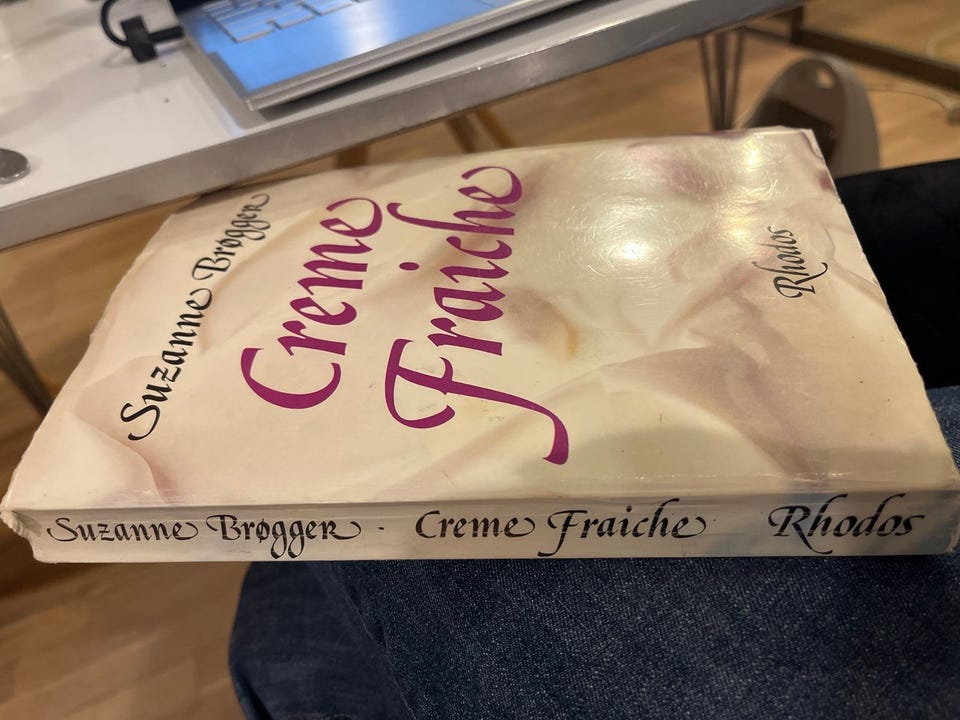 Suzanne Brøgger
Creme
Fraiche
Rhodos
Suzanne Brøgger · Creme Fraiche Rhodos